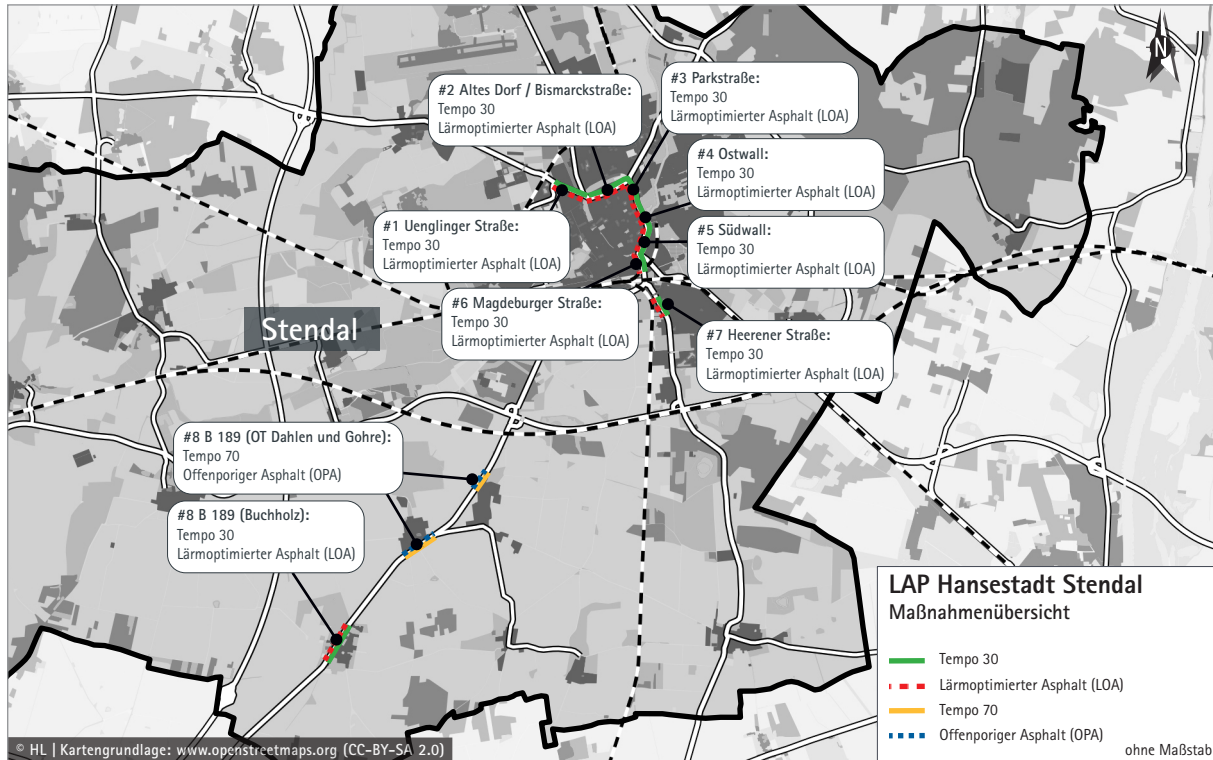 #2 Altes Dorf / Bismarckstraße:
Tempo 30
Lärmoptimierter Asphalt (LOA)
#3 Parkstraße:
Tempo 30
Lärmoptimierter Asphalt (LOA)
N
#4 Ostwall:
Tempo 30
Lärmoptimierter Asphalt (LOA)
#1 Uenglinger Straße:
Tempo 30
Lärmoptimierter Asphalt (LOA)
#5 Südwall:
Tempo 30
Lärmoptimierter Asphalt (LOA)
#6 Magdeburger Straße:
Tempo 30
Lärmoptimierter Asphalt (LOA)
Stendal
#7 Heerener Straße:
Tempo 30
Lärmoptimierter Asphalt (LOA)
#8 B 189 (OT Dahlen und Gohre):
Tempo 70
Offenporiger Asphalt (OPA)
#8 B 189 (Buchholz):
Tempo 30
Lärmoptimierter Asphalt (LOA)
LAP Hansestadt Stendal
Maßnahmenübersicht
Tempo 30
Lärmoptimierter Asphalt (LOA)
Tempo 70
Offenporiger Asphalt (OPA)
ohne Maßstab
© HL | Kartengrundlage: www.openstreetmaps.org (CC-BY-SA 2.0)